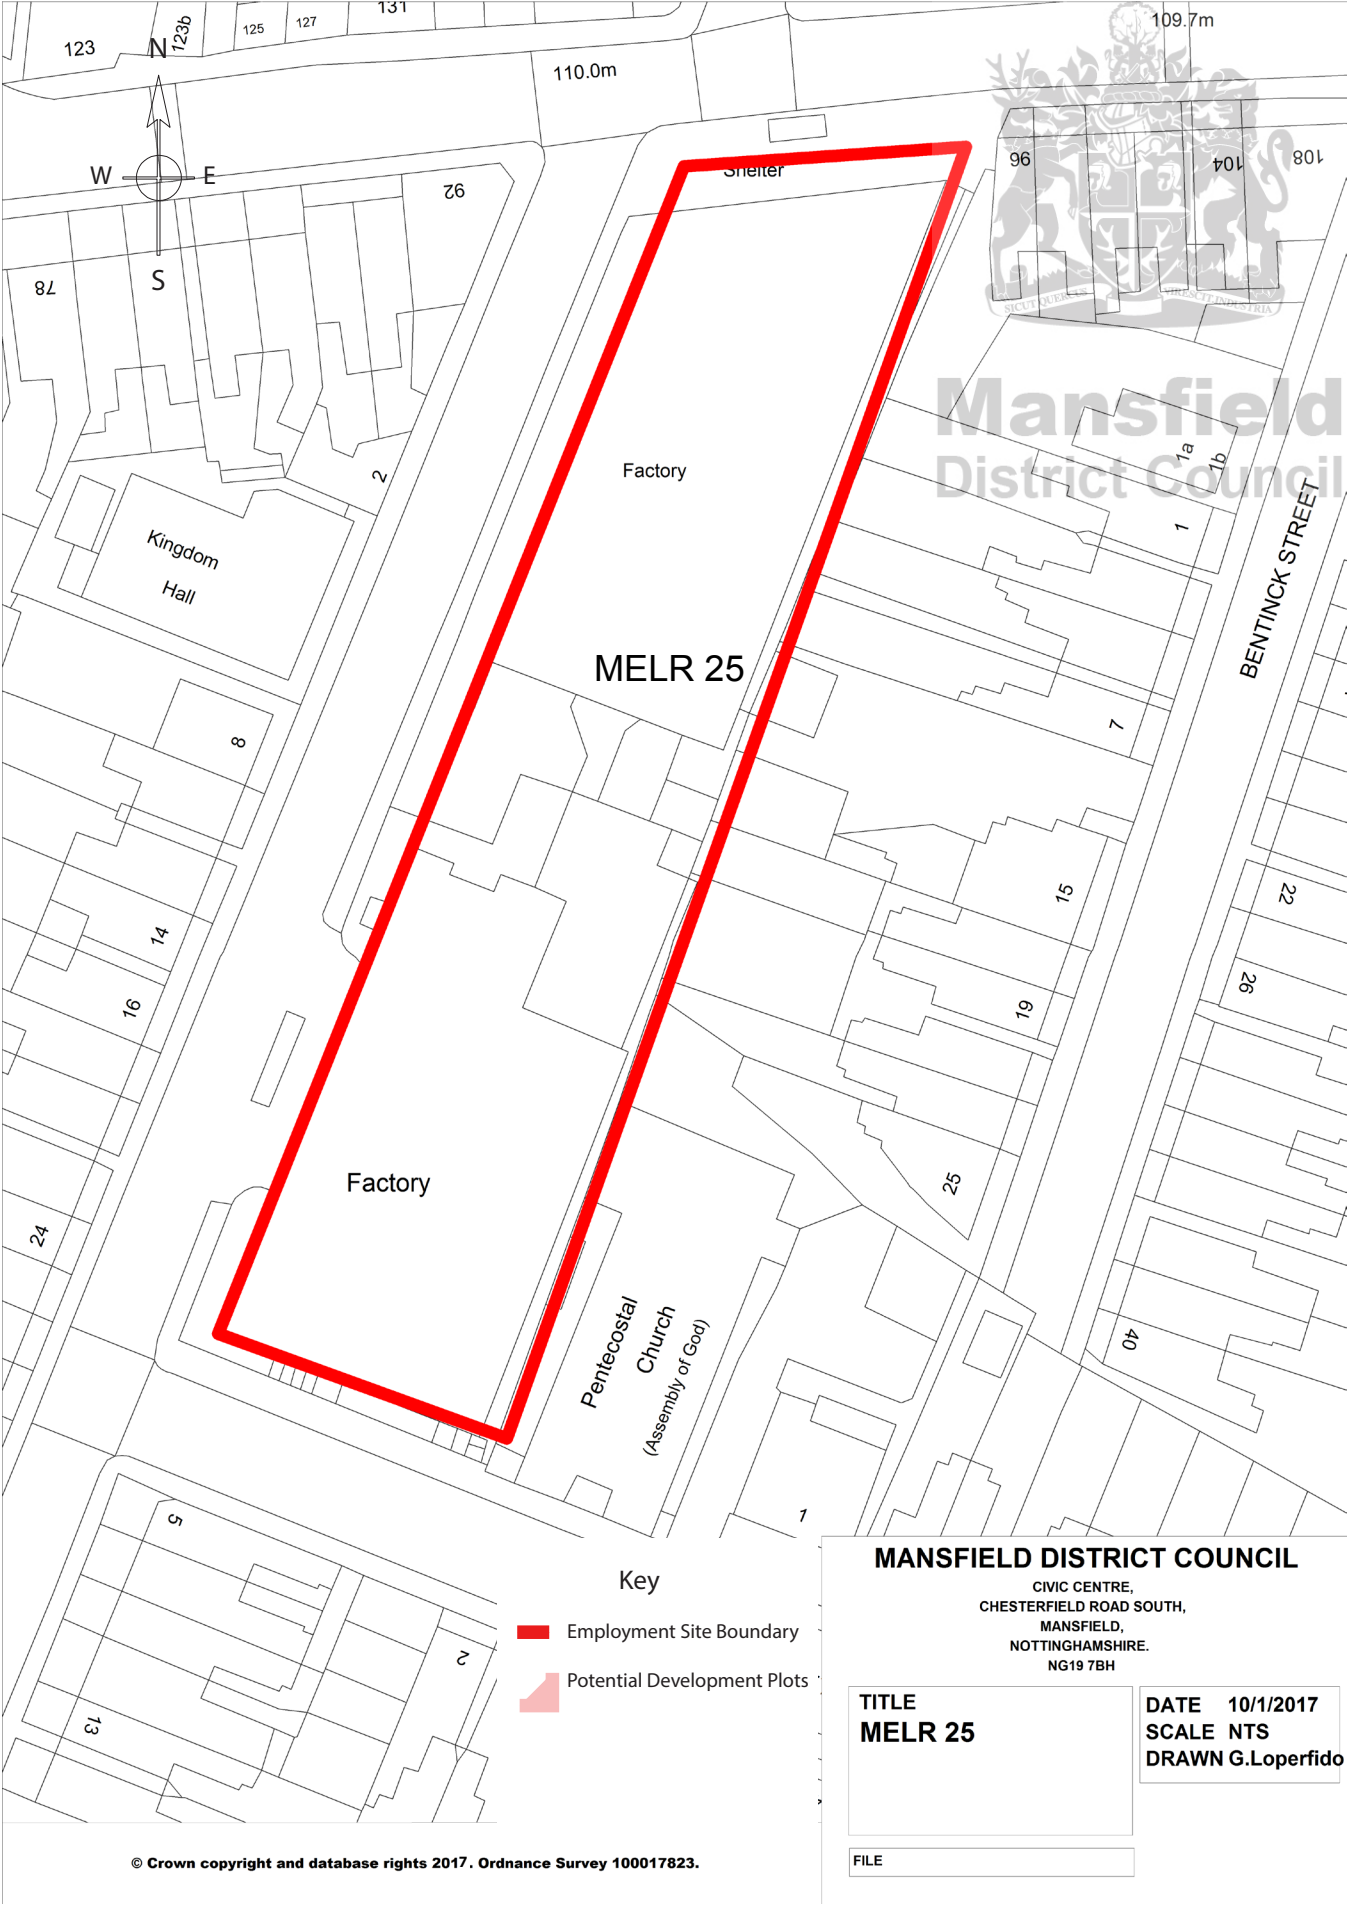 123
123b
125
127
131
109.7m
110.0m
N
W
E
S
92
78
Shelter
96
104
108
SICUT QUERCUS
VIRESCIT INDUSTRIA
Mansfield
District Council
2
Factory
1a
1b
1
BENTINCK STREET
Kingdom
Hall
MELR 25
8
7
14
16
15
22
19
26
Factory
25
24
Pentecostal
Church
(Assembly of God)
40
5
1
13
2
Key
Employment Site Boundary
Potential Development Plots
MANSFIELD DISTRICT COUNCIL
CIVIC CENTRE,
CHESTERFIELD ROAD SOUTH,
MANSFIELD,
NOTTINGHAMSHIRE.
NG19 7BH
TITLE
MELR 25
DATE 10/1/2017
SCALE NTS
DRAWN G.Loperfido
FILE
© Crown copyright and database rights 2017. Ordnance Survey 100017823.